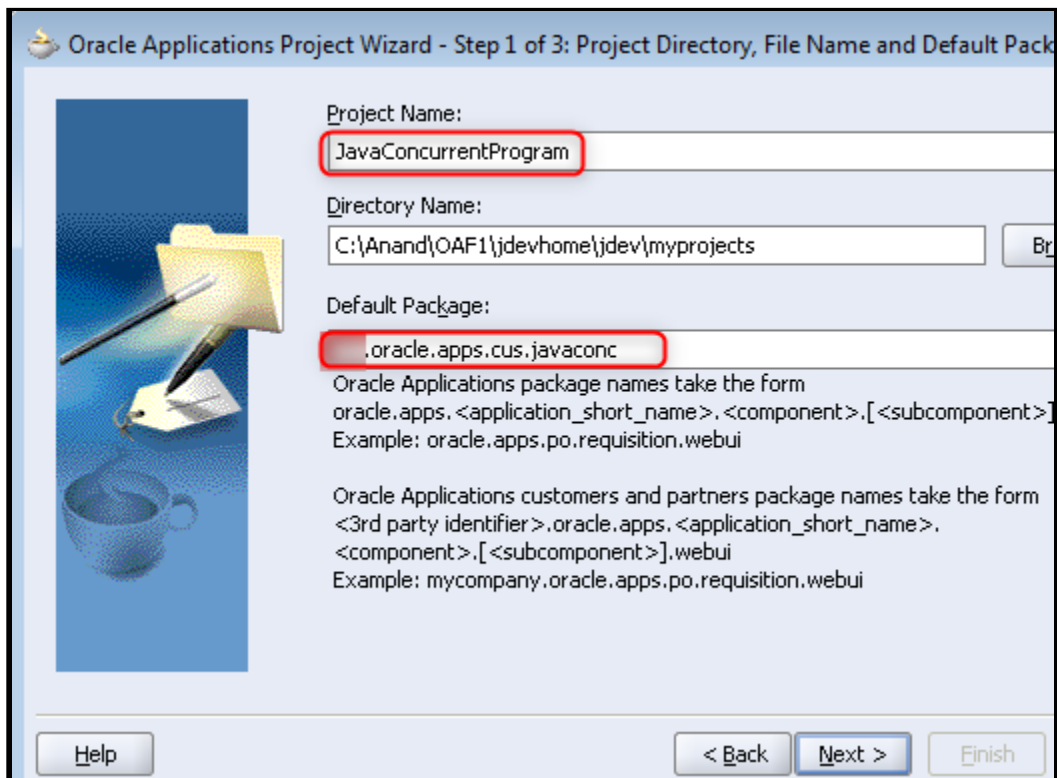 Oracle Applications Project Wizard - Step 1 of 3: Project Directory, File Name and Default Pack
Project Name:
JavaConcurrentProgram
Directory Name:
C:\Anand\OAF1\jdevhome\jdev\myprojects
Br
Default Package:
.oracle.apps.cus.javaconc
Oracle Applications package names take the form
oracle.apps.<application_short_name>.<component>.[<subcomponent>]
Example: oracle.apps.po.requisition.webui
Oracle Applications customers and partners package names take the form
<3rd party identifier>.oracle.apps.<application_short_name>.
<component>.[<subcomponent>].webui
Example: mycompany.oracle.apps.po.requisition.webui
Help
< Back
Next >
Finish